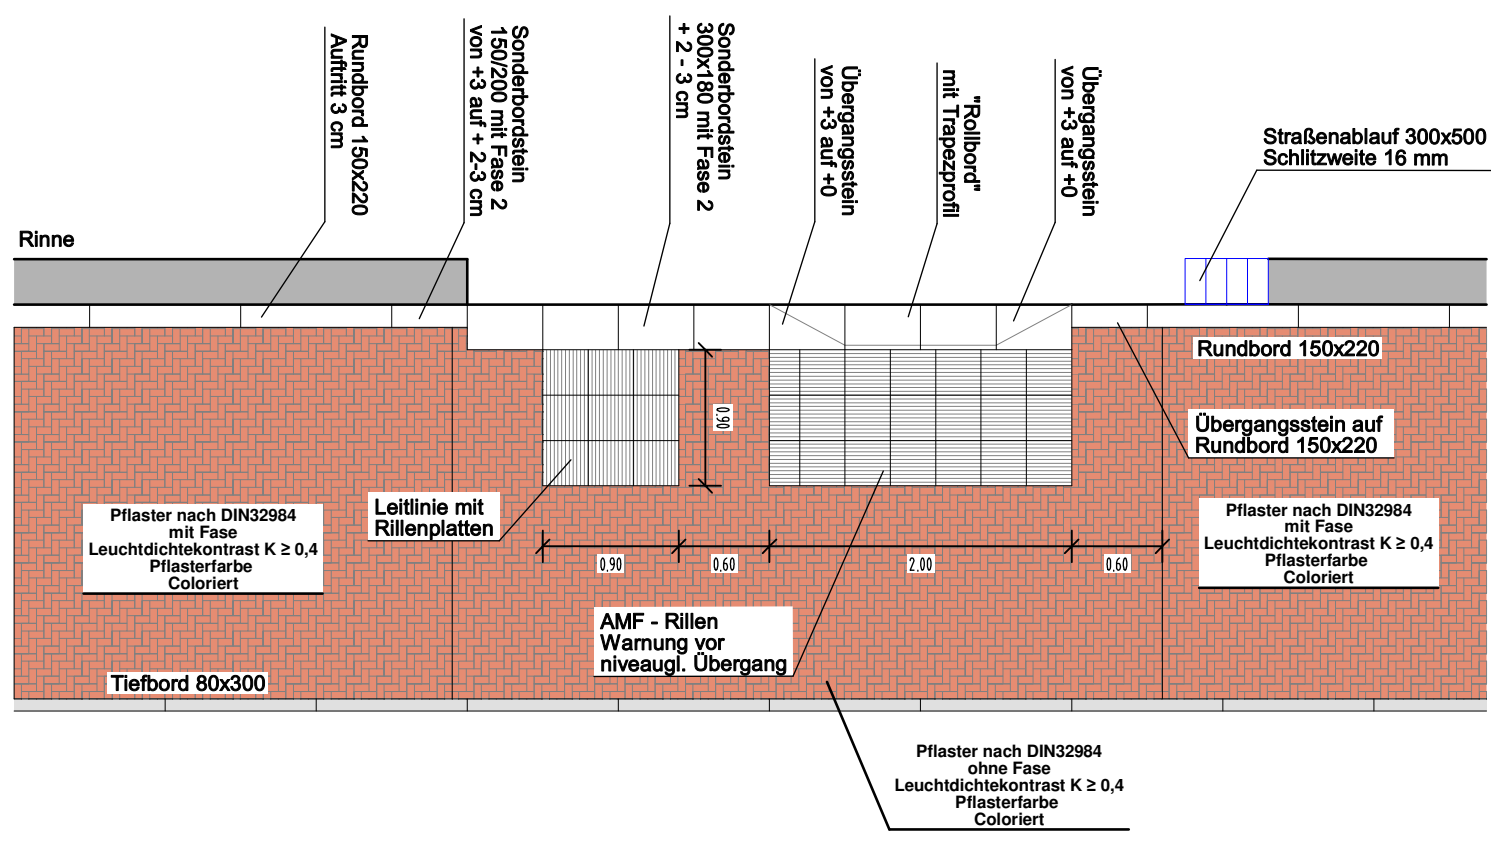 Rundbord 150x220
Auftritt 3 cm
Sonderbordstein
150/200 mit Fase 2
von +3 auf + 2-3 cm
Sonderbordstein
300x180 mit Fase 2
+ 2 - 3 cm
Übergangsstein
von +3 auf +0
"Rollbord"
mit Trapezprofil
Übergangsstein
von +3 auf +0
Straßenablauf 300x500
Schlitzweite 16 mm
Rinne
Rundbord 150x220
0.90
Übergangsstein auf
Rundbord 150x220
Leitlinie mit
Rillenplatten
Pflaster nach DIN32984
mit Fase
Leuchtdichtekontrast K ≥ 0,4
Pflasterfarbe
Coloriert
Pflaster nach DIN32984
mit Fase
Leuchtdichtekontrast K ≥ 0,4
Pflasterfarbe
Coloriert
0.90
0.60
2.00
0.60
AMF - Rillen
Warnung vor
niveaugl. Übergang
Tiefbord 80x300
Pflaster nach DIN32984
ohne Fase
Leuchtdichtekontrast K ≥ 0,4
Pflasterfarbe
Coloriert